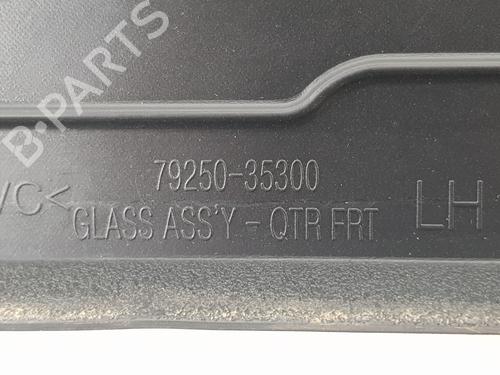 B-PARTS
79250-35300
VC<
GLASS ASS'Y - QTR FRT
LH